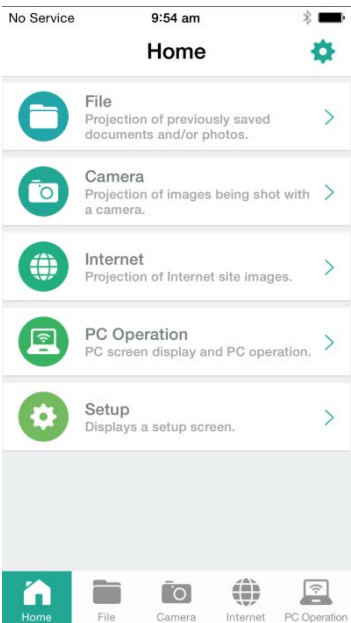 No Service 9:54 am
Home
File
Projection of previously saved
documents and/or photos.
Camera
Projection of images being shot with
a camera.
Internet
Projection of Internet site images.
PC Operation
PC screen display and PC operation.
Setup
Displays a setup screen.
Home File Camera Internet PC Operation